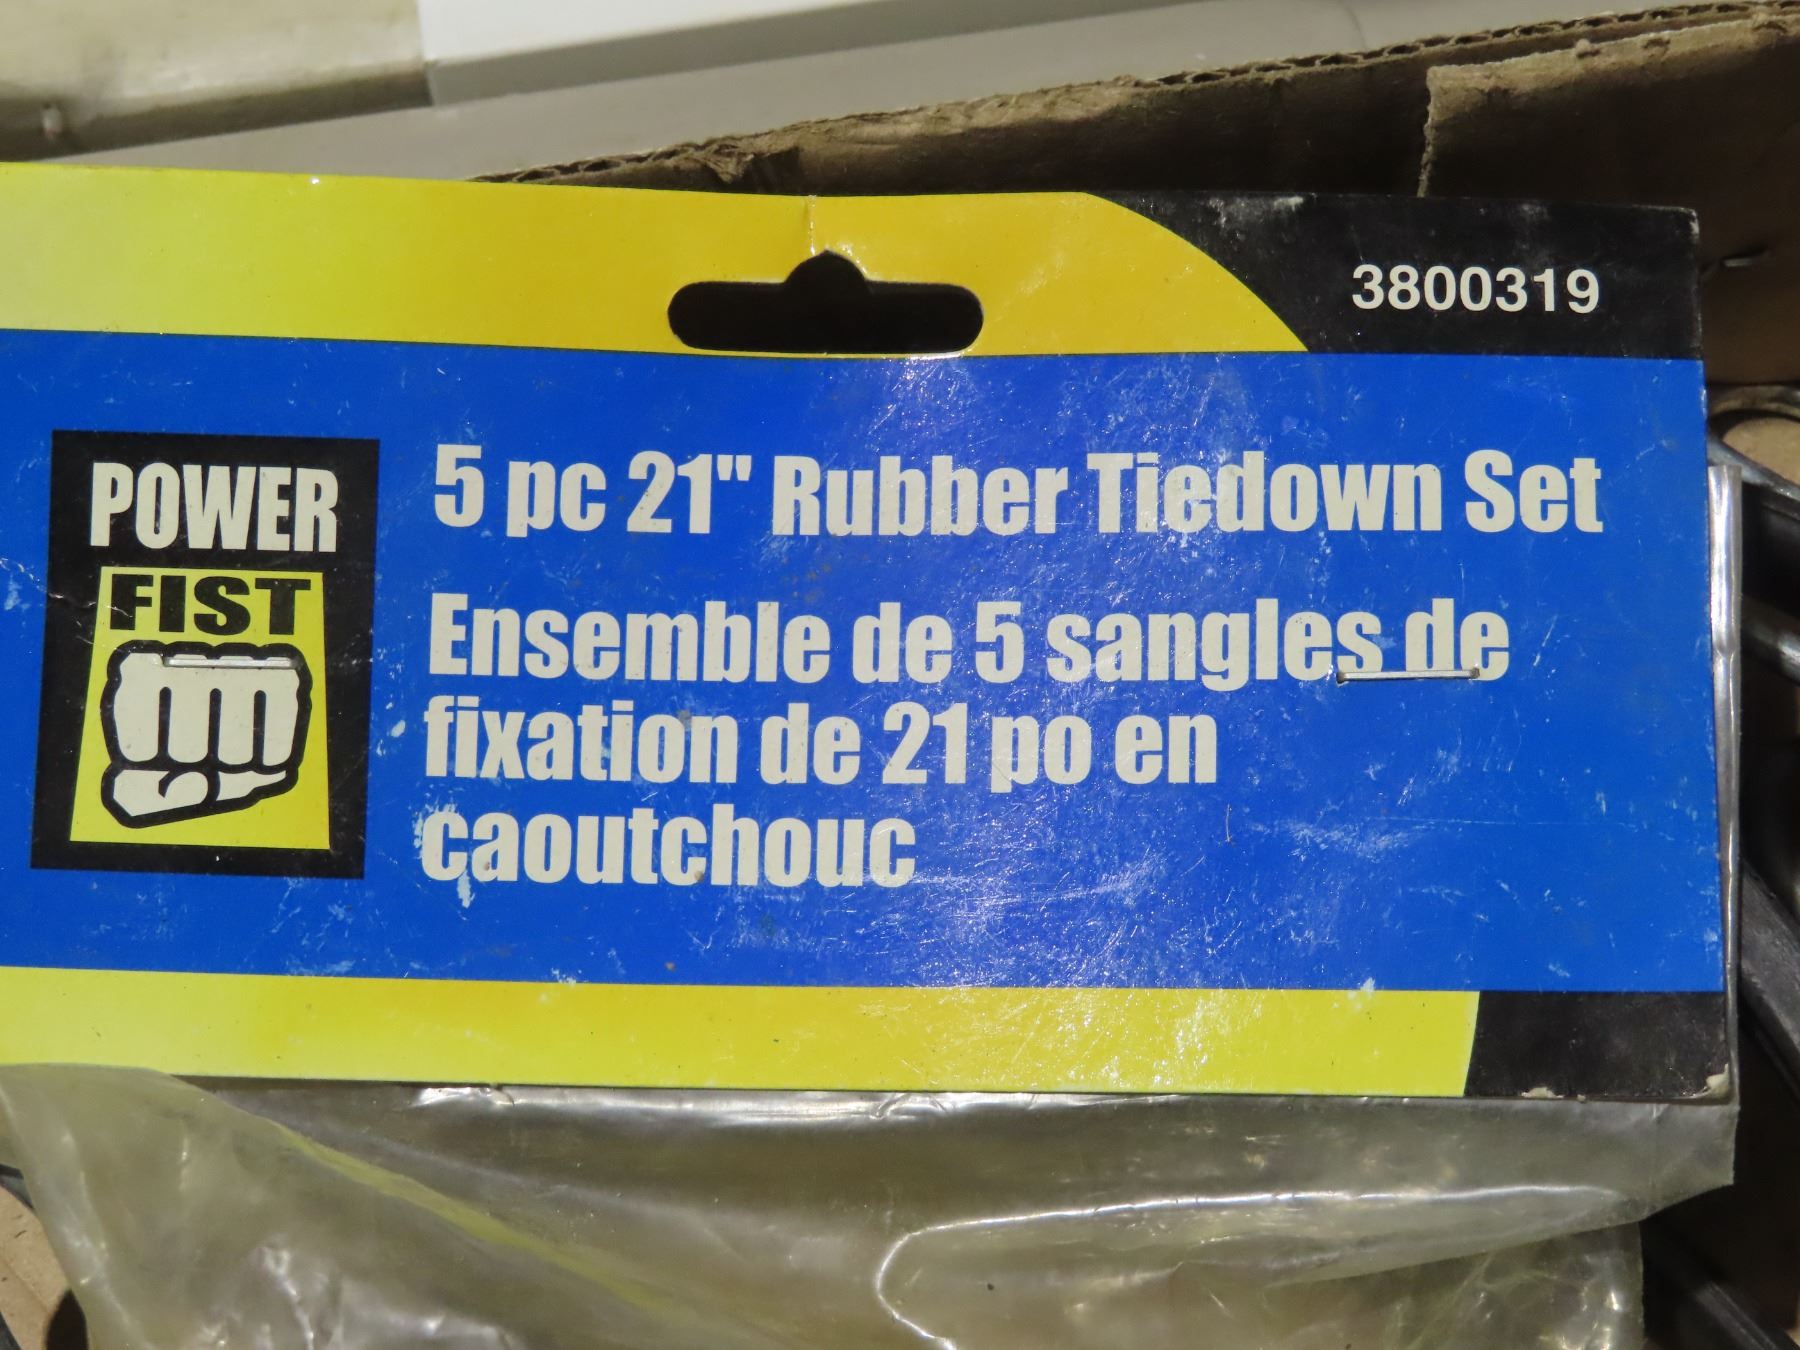 3800319
POWER
FIST
5 pc 21" Rubber Tiedown Set
Ensemble de 5 sangles de
fixation de 21 po en
caoutchouc